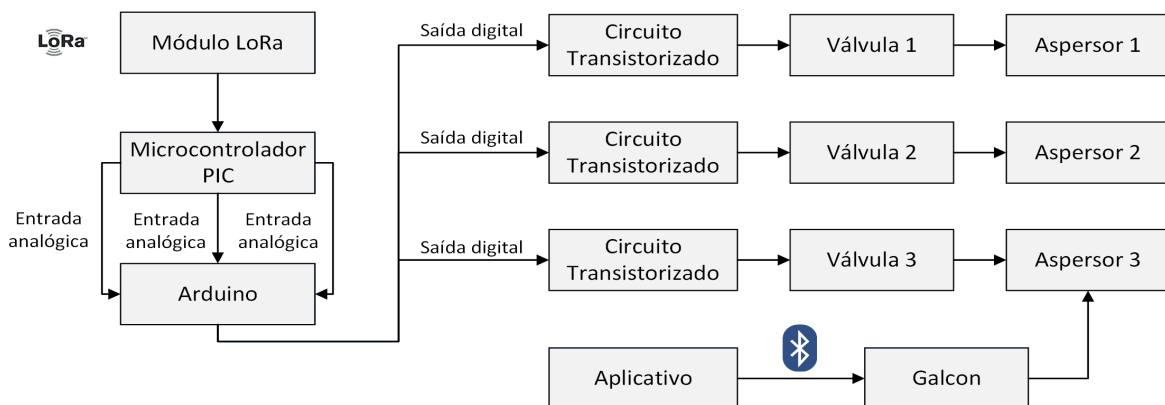 LoRa
Módulo LoRa
Microcontrolador
PIC
Entrada
analógica
Entrada
analógica
Entrada
analógica
Arduino
Saída digital
Circuito
Transistorizado
Válvula 1
Aspersor 1
Saída digital
Circuito
Transistorizado
Válvula 2
Aspersor 2
Saída digital
Circuito
Transistorizado
Válvula 3
Aspersor 3
Aplicativo
Galcon